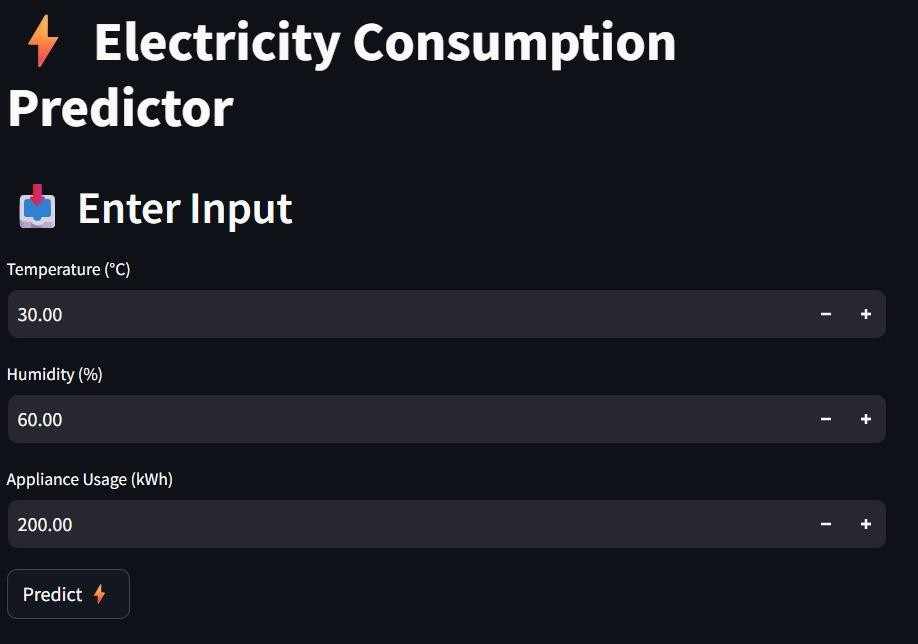 Electricity Consumption
Predictor
Enter Input
Temperature (°C)
30.00
Humidity (%)
60.00
Appliance Usage (kWh)
200.00
Predict